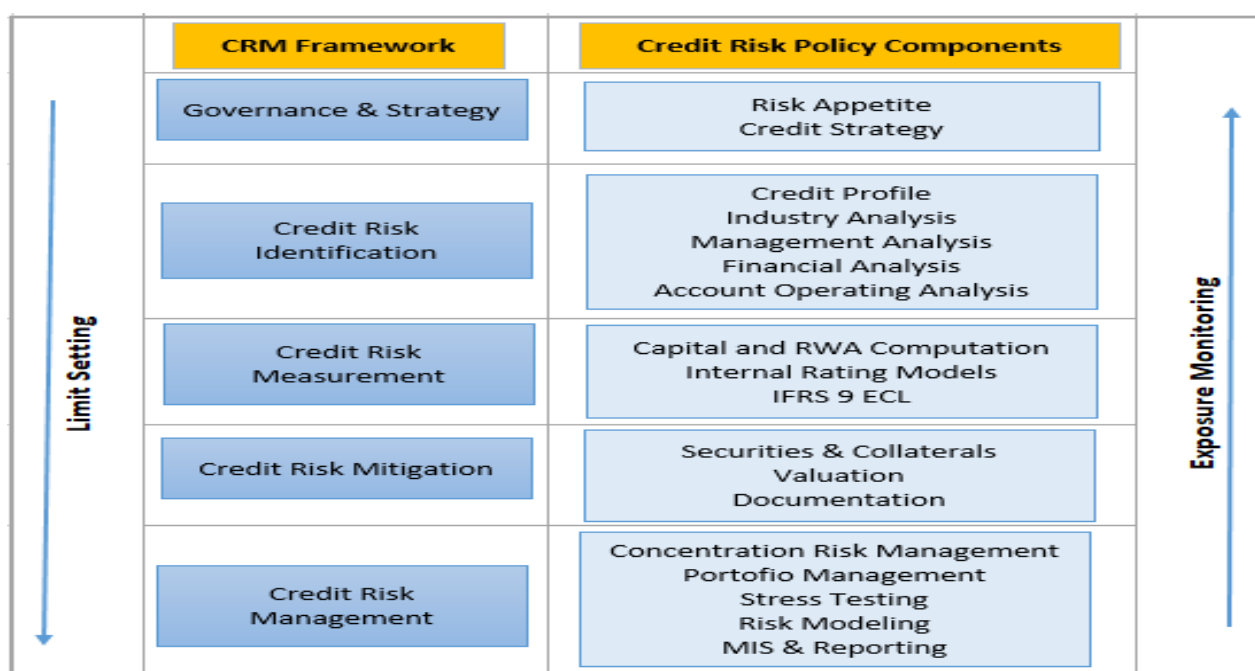 CRM Framework
Credit Risk Policy Components
Governance & Strategy
Risk Appetite
Credit Strategy
Credit Risk
Identification
Credit Profile
Industry Analysis
Management Analysis
Financial Analysis
Account Operating Analysis
Credit Risk
Measurement
Capital and RWA Computation
Internal Rating Models
IFRS 9 ECL
Credit Risk Mitigation
Securities & Collaterals
Valuation
Documentation
Credit Risk
Management
Concentration Risk Management
Portofio Management
Stress Testing
Risk Modeling
MIS & Reporting
Limit Setting
Exposure Monitoring